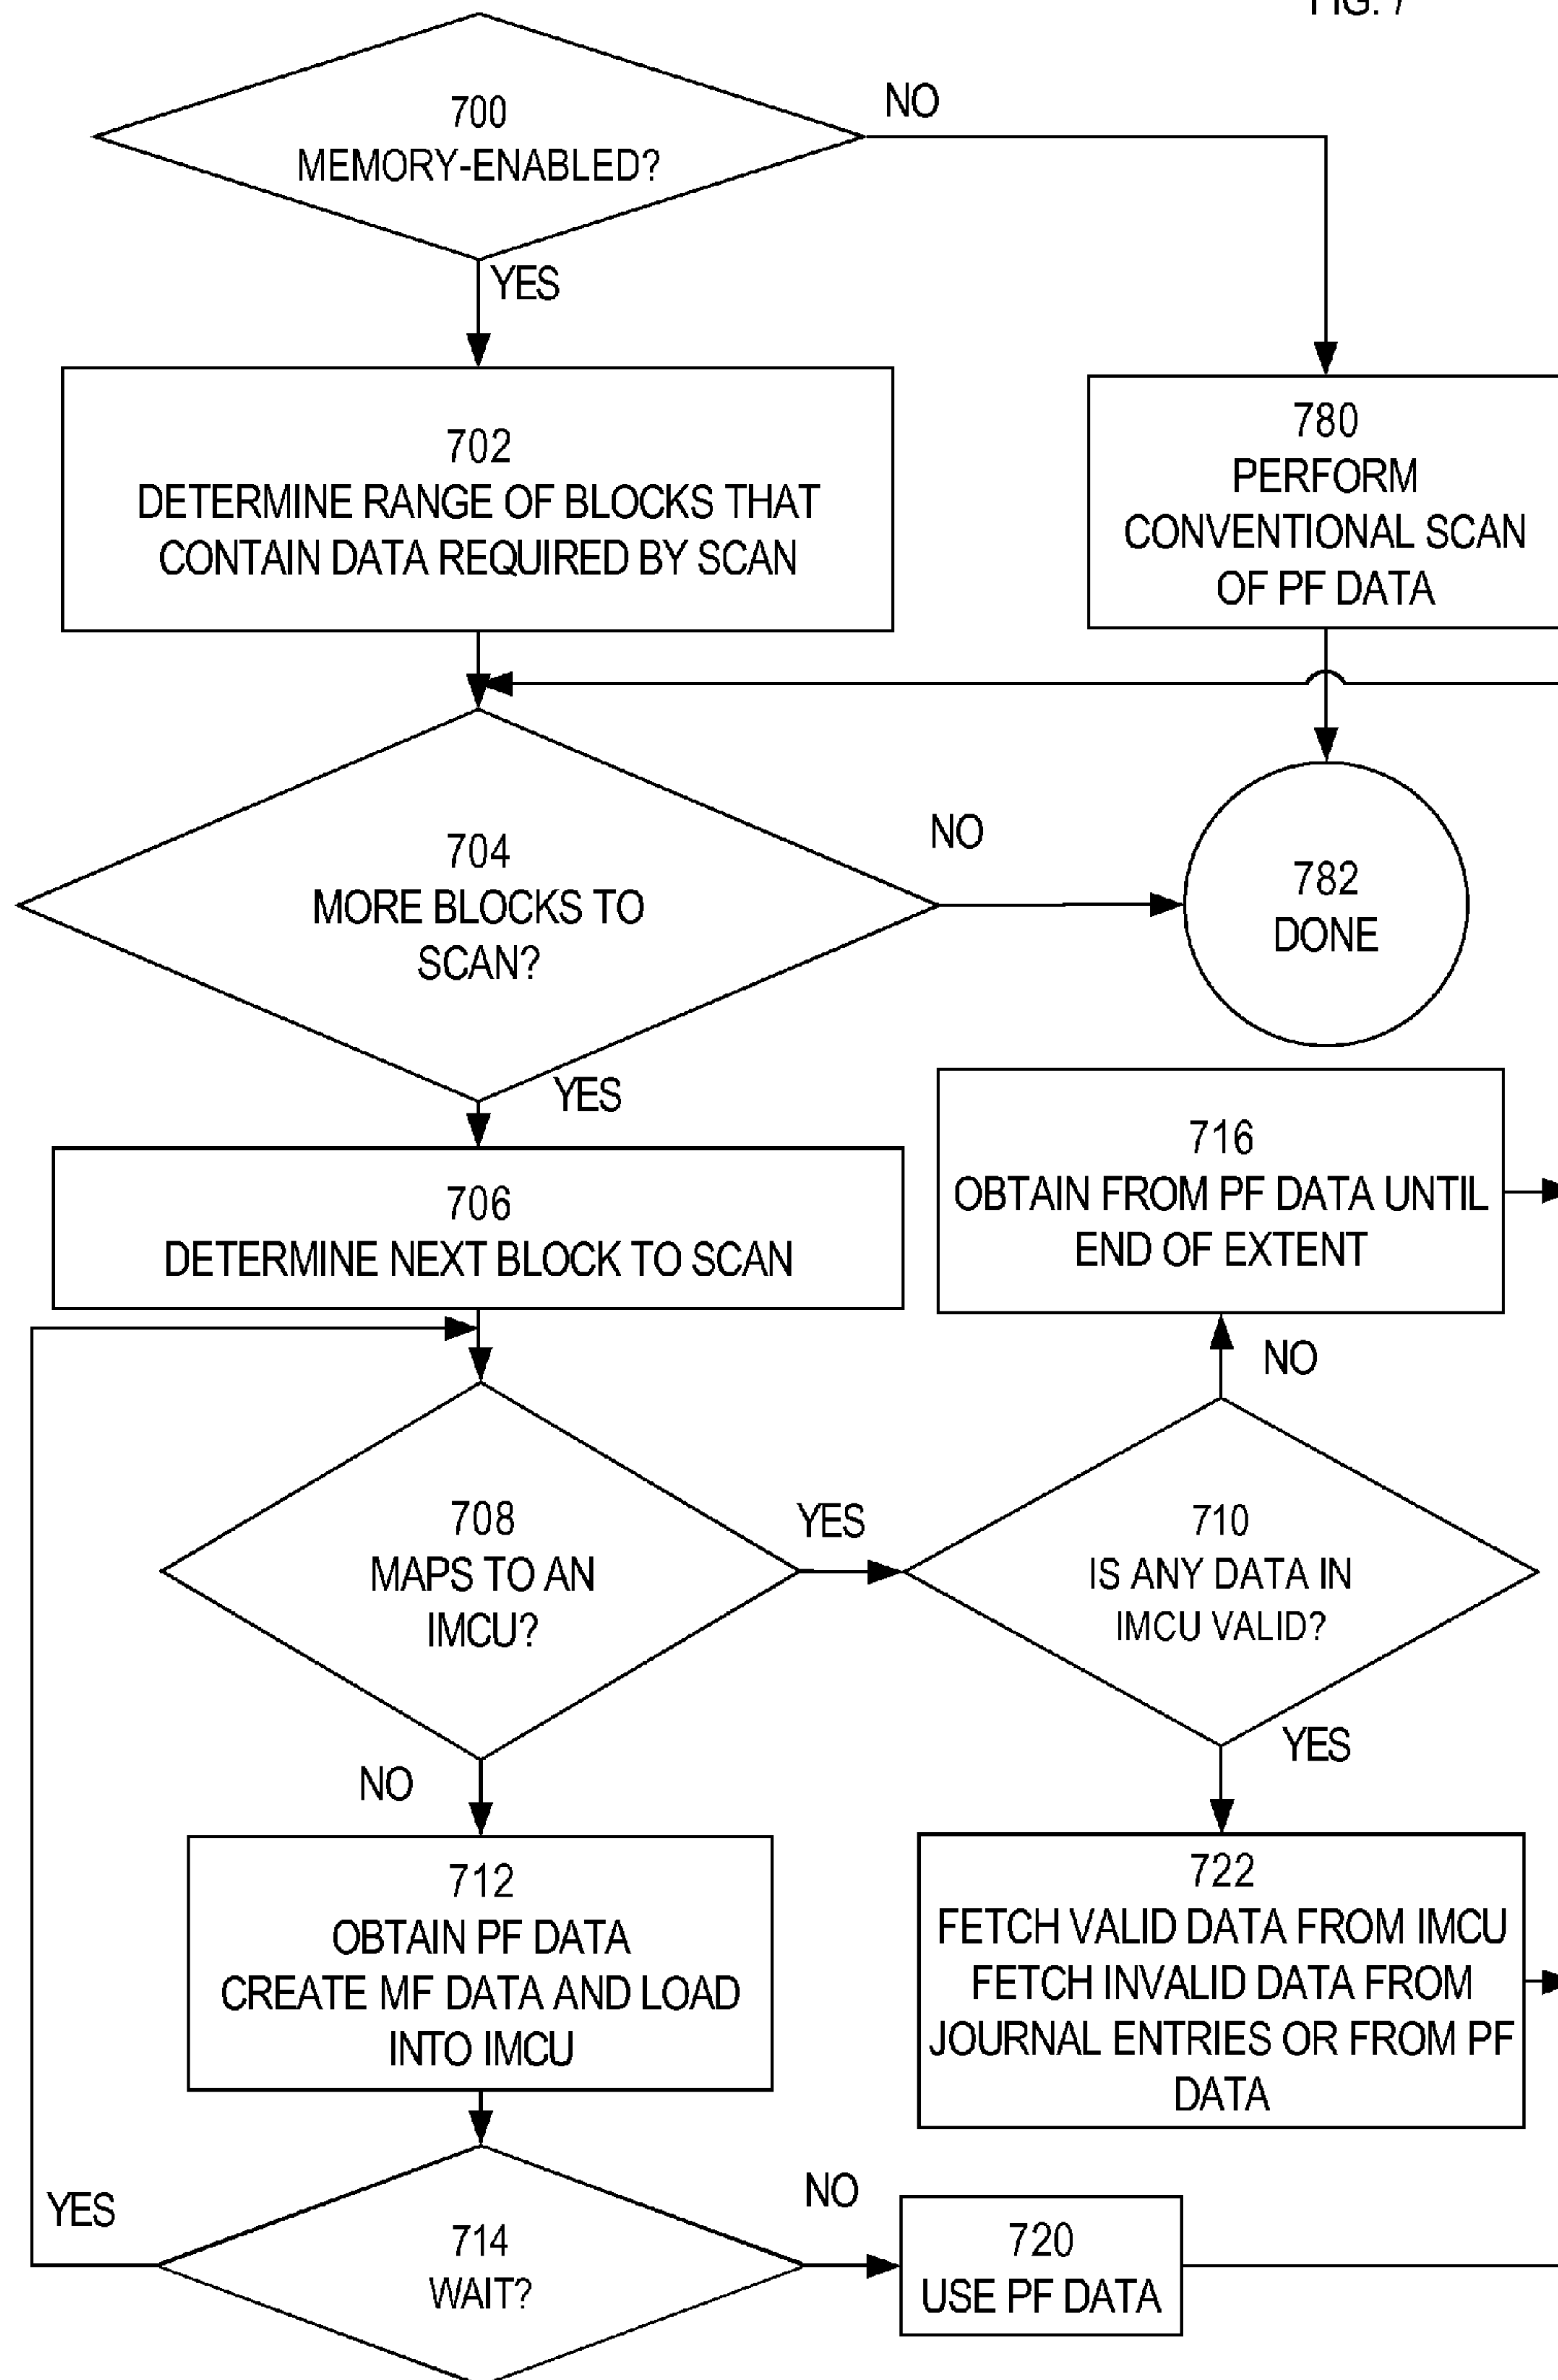 FIG. 7
700
MEMORY-ENABLED?
NO
YES
702
DETERMINE RANGE OF BLOCKS THAT
CONTAIN DATA REQUIRED BY SCAN
780
PERFORM
CONVENTIONAL SCAN
OF PF DATA
704
MORE BLOCKS TO
SCAN?
NO
782
DONE
YES
706
DETERMINE NEXT BLOCK TO SCAN
716
OBTAIN FROM PF DATA UNTIL
END OF EXTENT
NO
708
MAPS TO AN
IMCU?
YES
710
IS ANY DATA IN
IMCU VALID?
YES
NO
712
OBTAIN PF DATA
CREATE MF DATA AND LOAD
INTO IMCU
722
FETCH VALID DATA FROM IMCU
FETCH INVALID DATA FROM
JOURNAL ENTRIES OR FROM PF
DATA
YES
714
WAIT?
NO
720
USE PF DATA